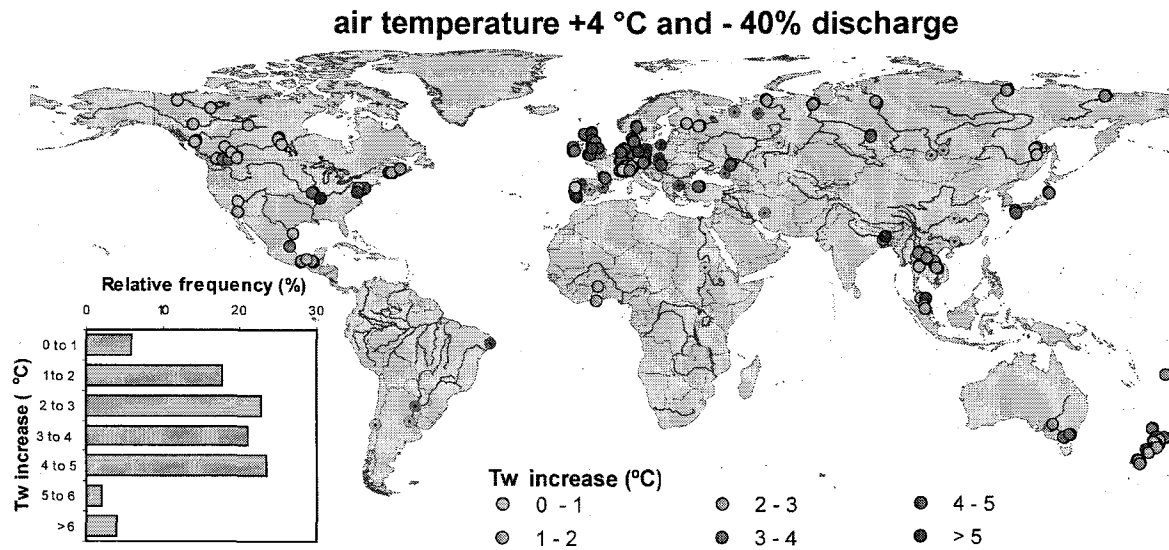 air temperature +4 °C and - 40% discharge
Relative frequency (%)
0 10 20 30
Tw increase ( °C)
0 to 1
1 to 2
2 to 3
3 to 4
4 to 5
5 to 6
>6
Tw increase (ºC)
0 - 1 2 - 3 4 - 5
1 - 2 3 - 4 > 5